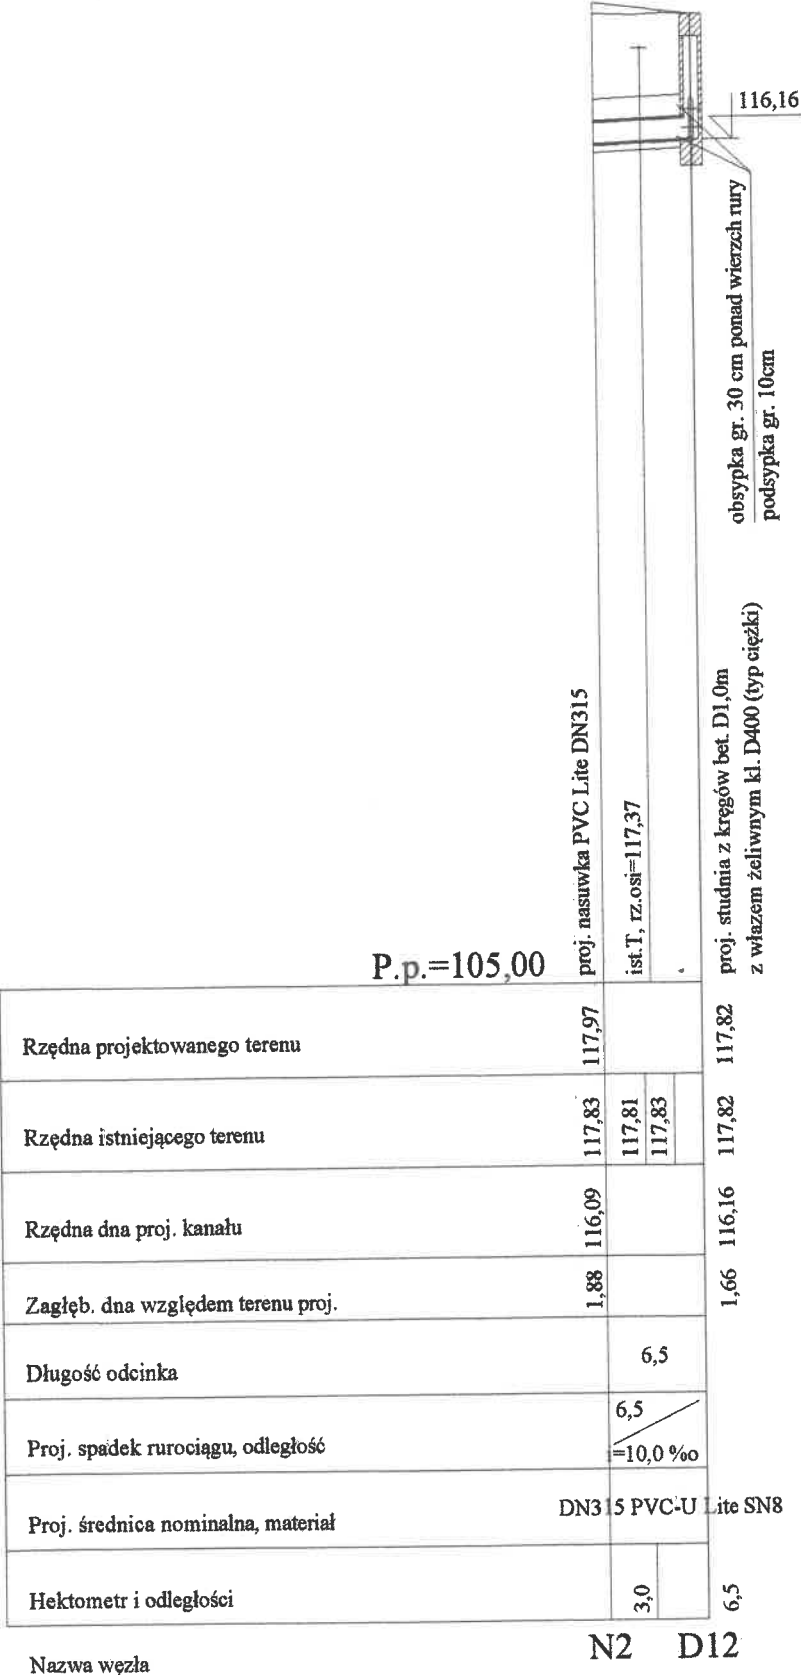 116,16
obsypka gr. 30 cm ponad wierzch rury
podsypka gr. 10cm
proj. nasuwka PVC Lite DN315
ist.T, rz.osi=117,37
proj. studnia z kręgów bet. D1,0m
z włazem żeliwnym kl. D400 (typ ciężki)
P.p.=105,00
Rzędna projektowanego terenu 117,97 117,82
Rzędna istniejącego terenu 117,83 117,81 117,83 117,82
Rzędna dna proj. kanału 116,09 116,16
Zagłęb. dna względem terenu proj. 1,88 1,66
Długość odcinka 6,5
Proj. spadek rurociągu, odległość 6,5
i=10,0 ‰
Proj. średnica nominalna, materiał DN315 PVC-U Lite SN8
Hektometr i odległości 3,0 6,5
Nazwa węzła N2 D12